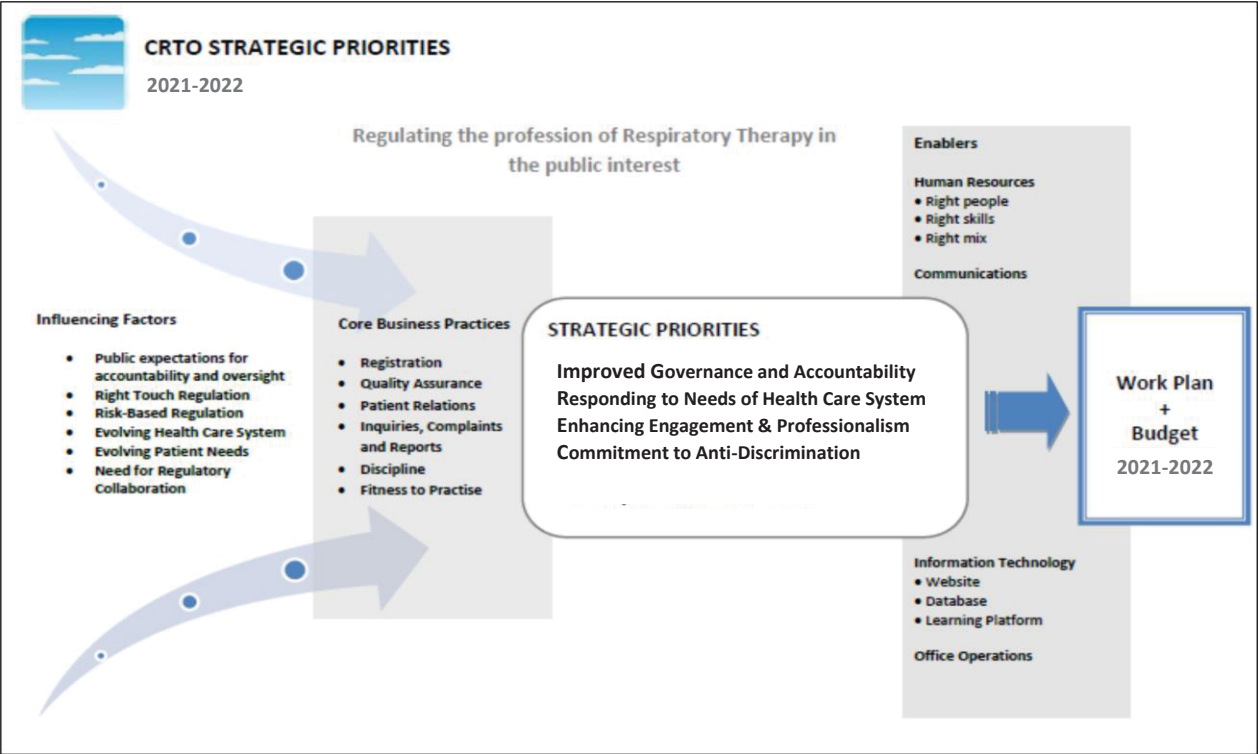 CRTO STRATEGIC PRIORITIES
2021-2022
Regulating the profession of Respiratory Therapy in
the public interest
Influencing Factors
• Public expectations for
accountability and oversight
• Right Touch Regulation
• Risk-Based Regulation
• Evolving Health Care System
• Evolving Patient Needs
• Need for Regulatory
Collaboration
Core Business Practices
• Registration
• Quality Assurance
• Patient Relations
• Inquiries, Complaints
and Reports
• Discipline
• Fitness to Practise
STRATEGIC PRIORITIES
Improved Governance and Accountability
Responding to Needs of Health Care System
Enhancing Engagement & Professionalism
Commitment to Anti-Discrimination
Enablers
Human Resources
• Right people
• Right skills
• Right mix
Communications
Information Technology
• Website
• Database
• Learning Platform
Office Operations
Work Plan
+
Budget
2021-2022